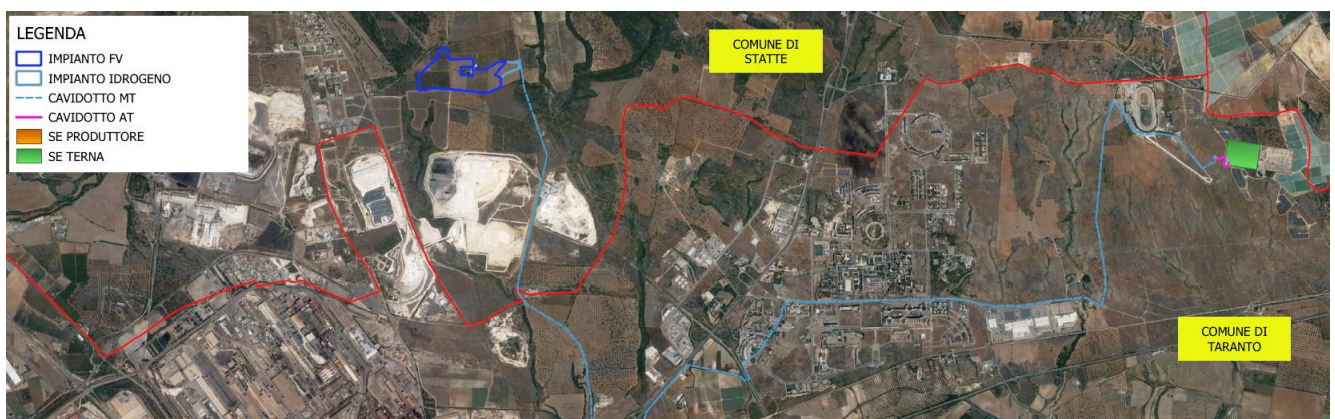 LEGENDA
IMPIANTO FV
IMPIANTO IDROGENO
CAVIDOTTO MT
CAVIDOTTO AT
SE PRODUTTORE
SE TERNA
COMUNE DI
STATTE
COMUNE DI
TARANTO